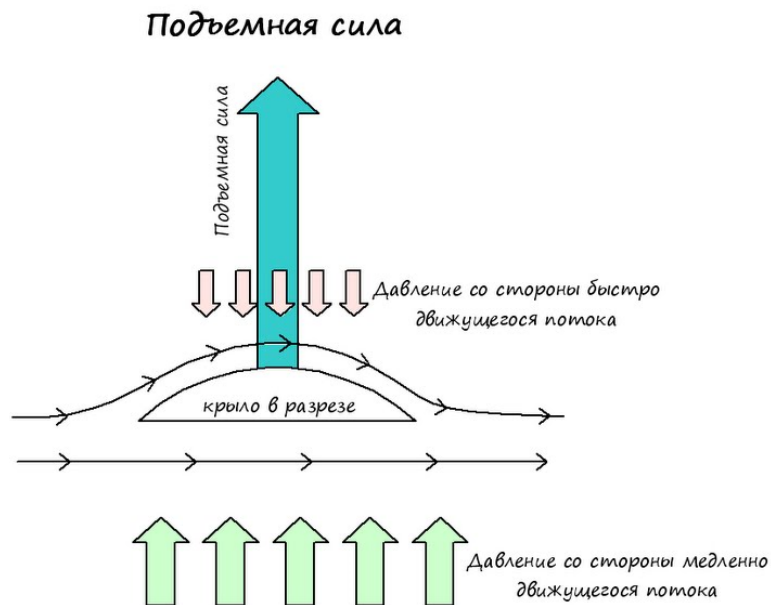 Подъемная сила
Подъемная сила
Давление со стороны быстро
движущегося потока
крыло в разрезе
Давление со стороны медленно
движущегося потока